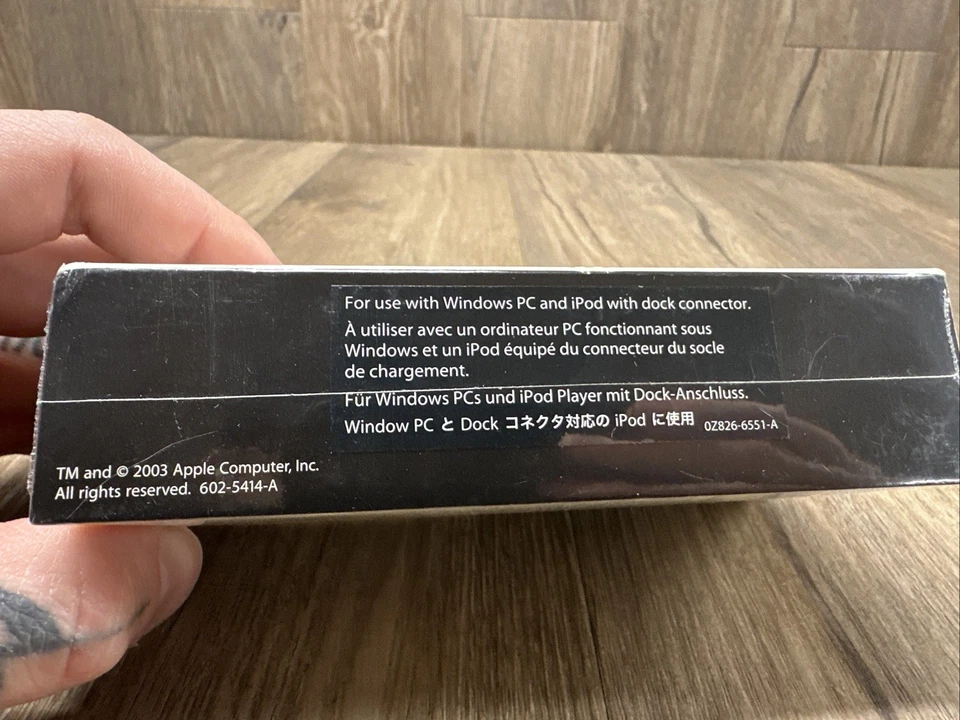 For use with Windows PC and iPod with dock connector.
À utiliser avec un ordinateur PC fonctionnant sous
Windows et un iPod équipé du connecteur du socle
de chargement.
Für Windows PCs und iPod Player mit Dock-Anschluss.
Window PC と Dock コネクタ対応の iPod に使用 0Z826-6551-A
TM and © 2003 Apple Computer, Inc.
All rights reserved. 602-5414-A